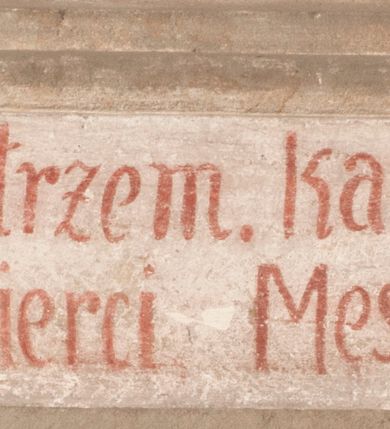 trzem. Ka
ierci Mes